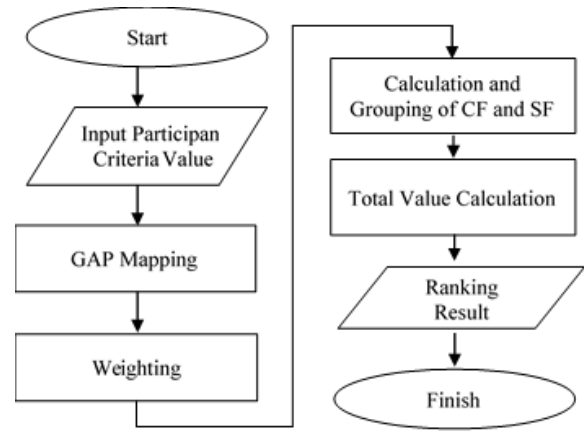 Start
Input Participan
Criteria Value
GAP Mapping
Weighting
Calculation and
Grouping of CF and SF
Total Value Calculation
Ranking
Result
Finish